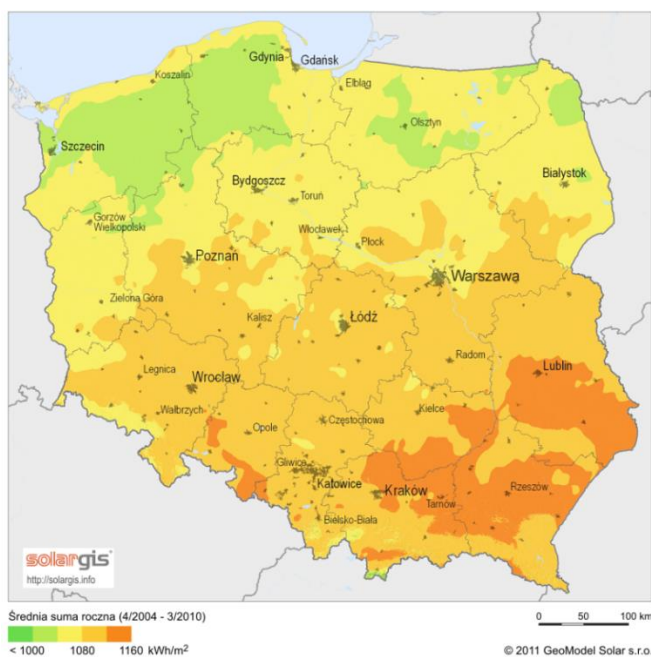 Gdynia
Gdańsk
Koszalin
Elbląg
Olsztyn
Szczecin
Białystok
Bydgoszcz
Toruń
Gorzów
Wielkopolski
Włocławek
Płock
Poznań
Warszawa
Zielona Góra
Kalisz
Łódź
Radom
Lublin
Legnica
Wrocław
Wałbrzych
Opole
Częstochowa
Kielce
Gliwice
Katowice
Kraków
Tarnów
Rzeszów
Bielsko-Biała
solargis
http://solargis.info
Średnia suma roczna (4/2004 - 3/2010)
< 1000 1080 1160 kWh/m²
0 50 100 km
© 2011 GeoModel Solar s.r.o.